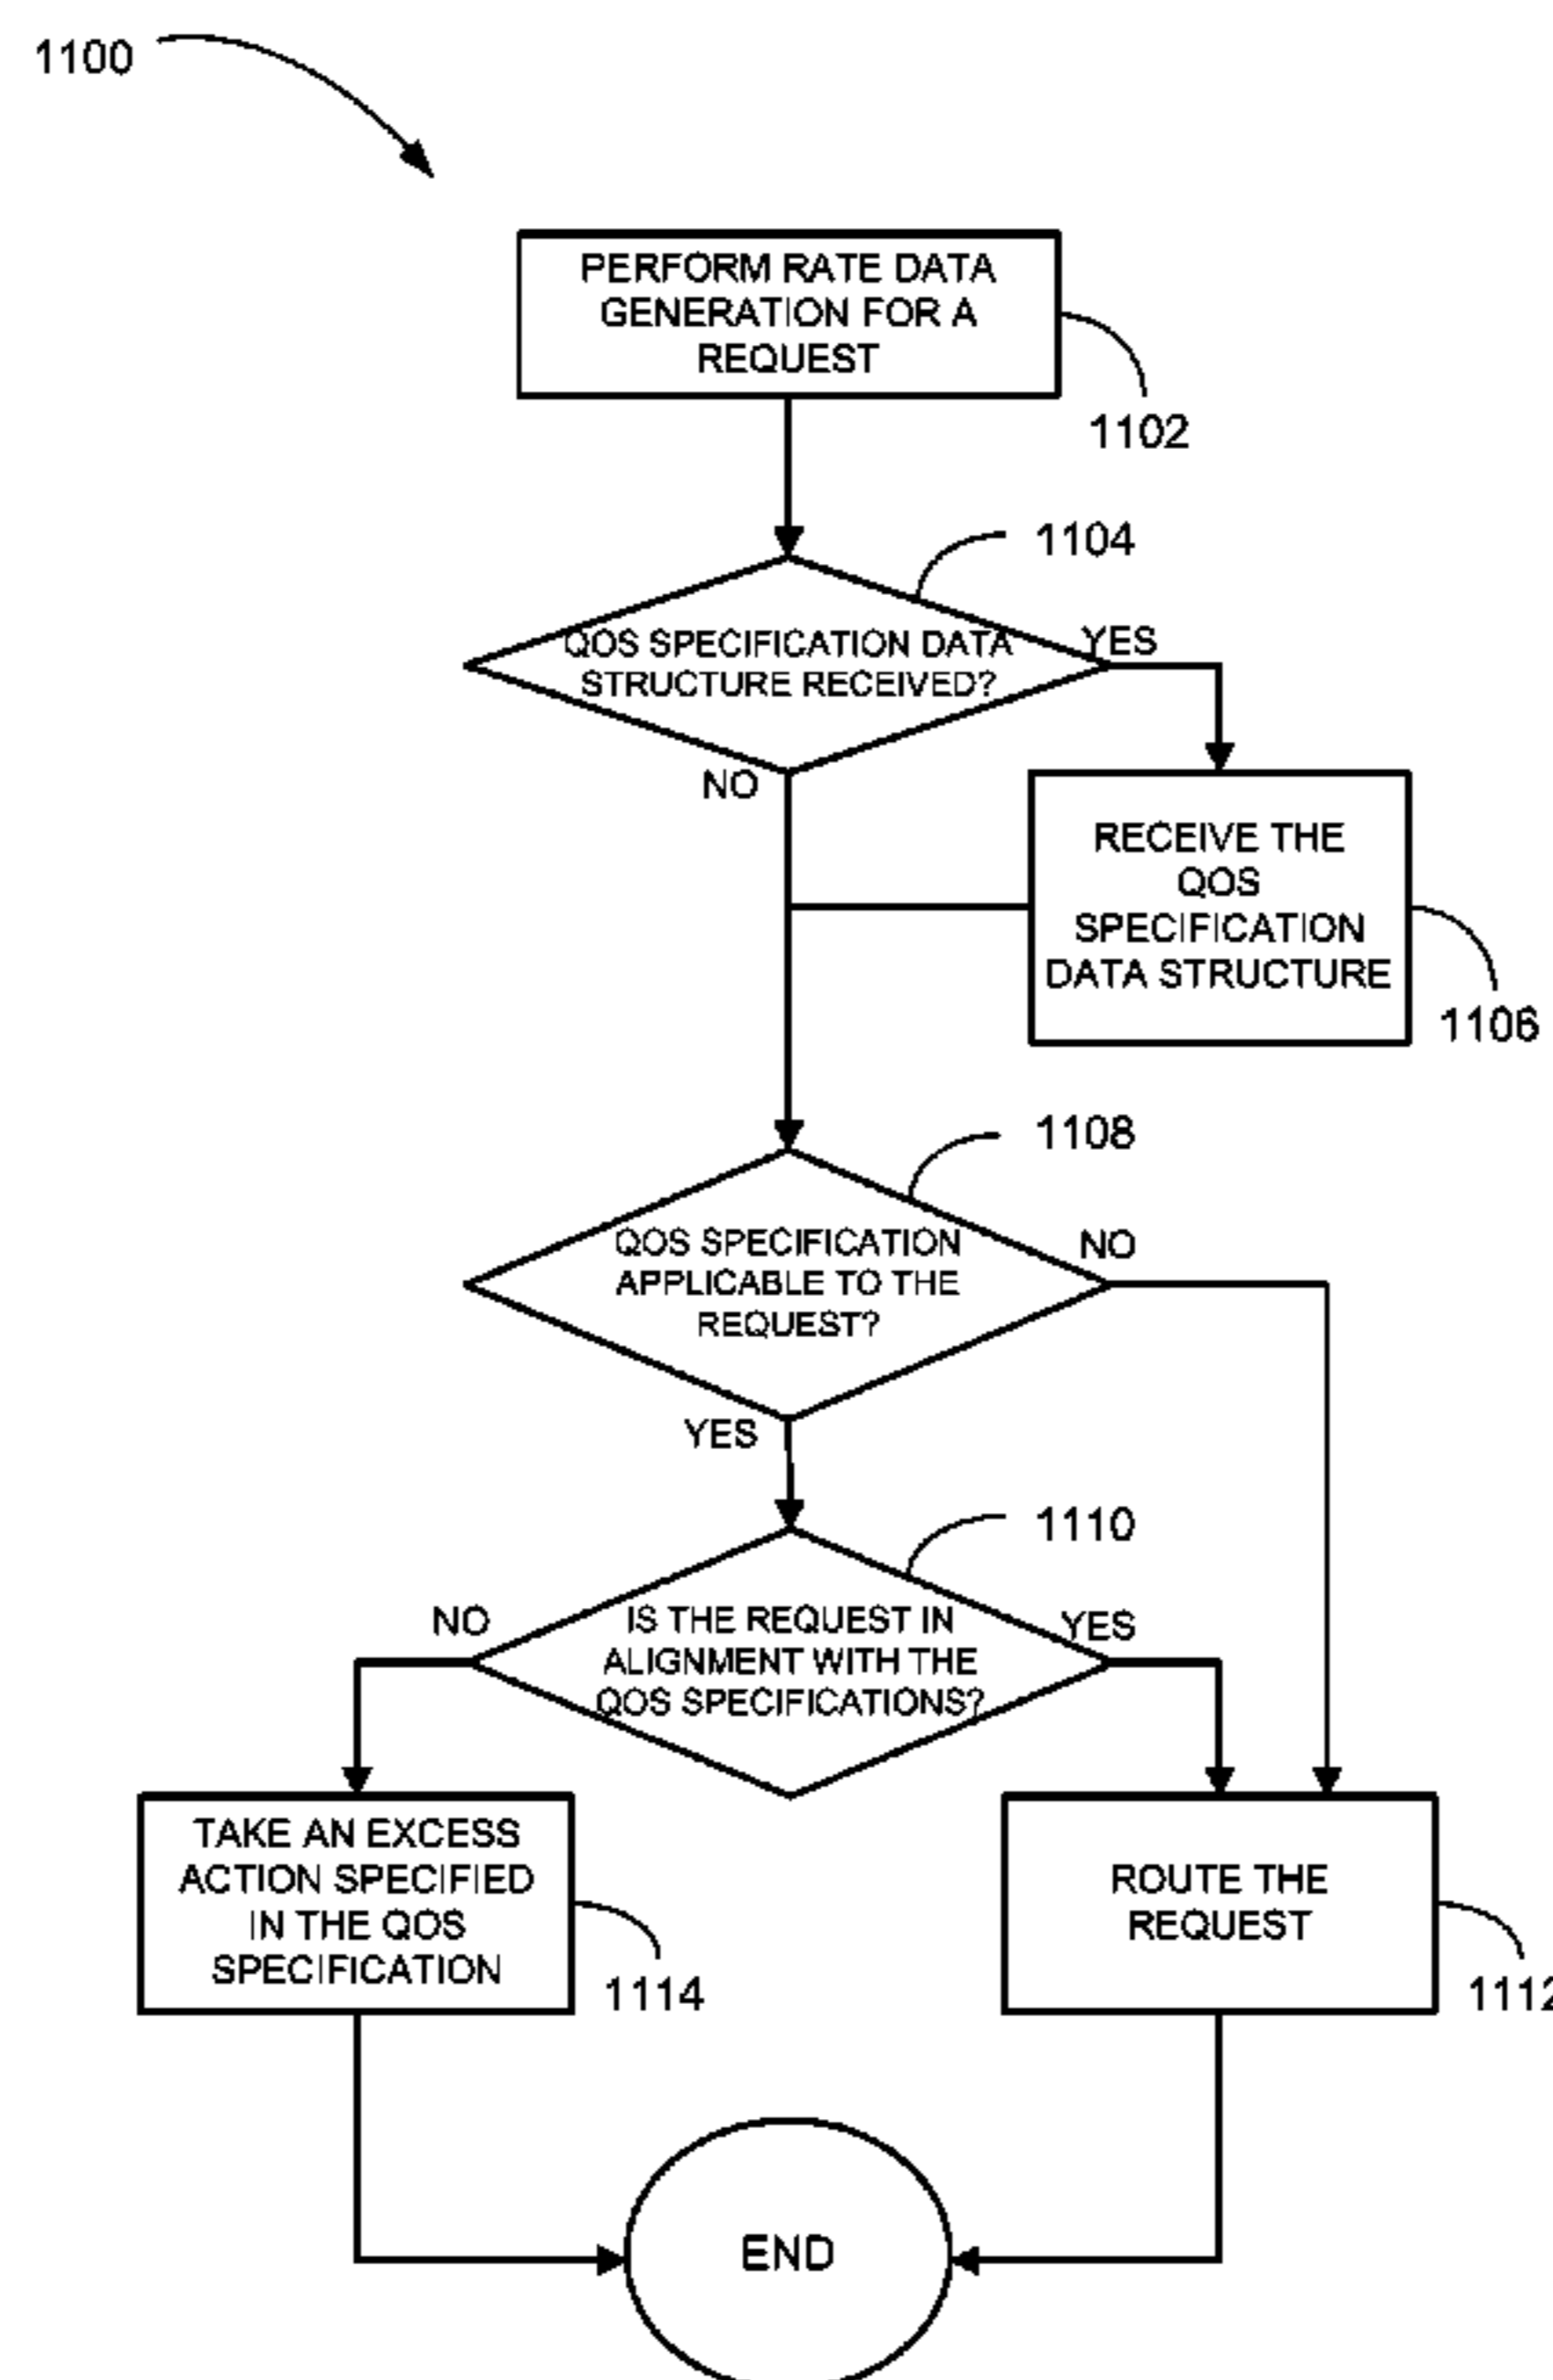 1100
PERFORM RATE DATA
GENERATION FOR A
REQUEST
1102
1104
QOS SPECIFICATION DATA
STRUCTURE RECEIVED?
YES
NO
RECEIVE THE
QOS
SPECIFICATION
DATA STRUCTURE
1106
1108
QOS SPECIFICATION
APPLICABLE TO THE
REQUEST?
NO
YES
1110
NO
IS THE REQUEST IN
ALIGNMENT WITH THE
QOS SPECIFICATIONS?
YES
TAKE AN EXCESS
ACTION SPECIFIED
IN THE QOS
SPECIFICATION
1114
ROUTE THE
REQUEST
1112
END